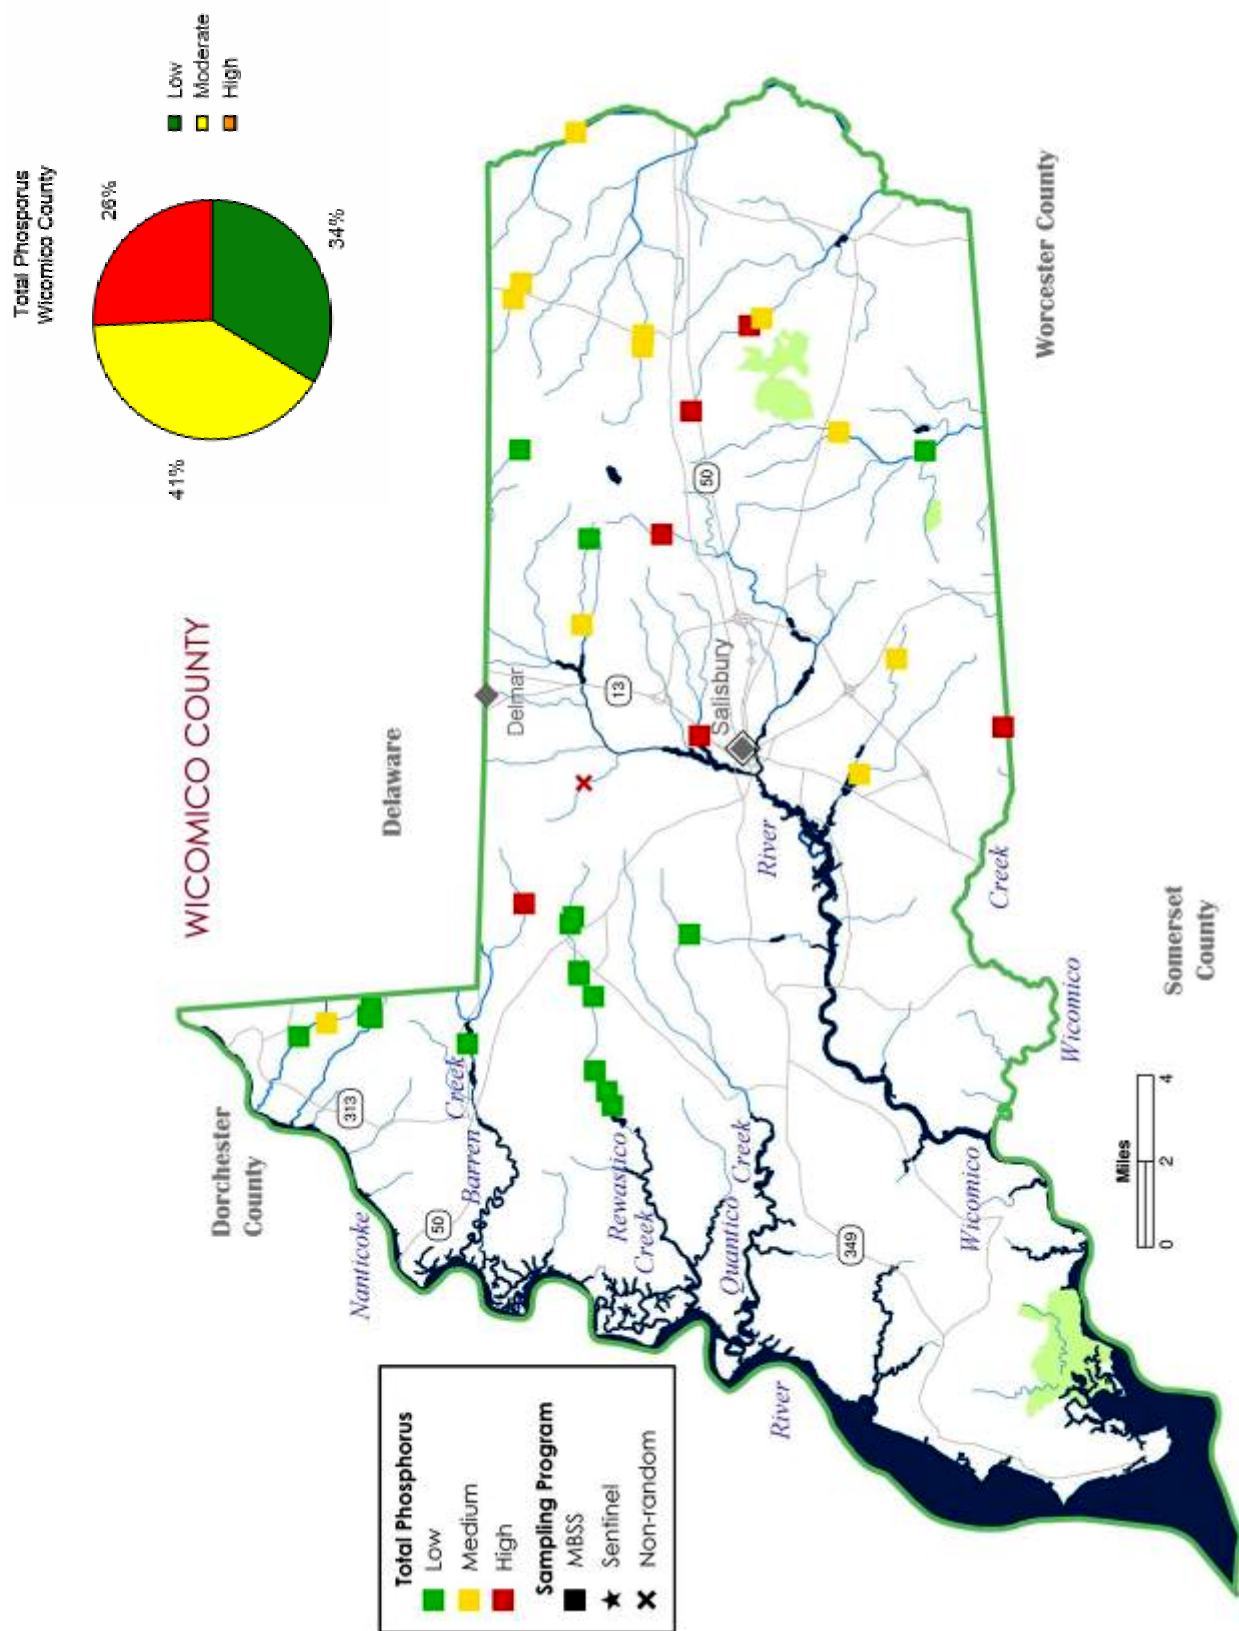 Total Phosporus
Wicomico County
26%
41%
34%
Low
Moderate
High
WICOMICO COUNTY
Delaware
Dorchester
County
Worcester County
Somerset
County
Delmar
Salisbury
13
50
313
50
349
Nanticoke
River
Barren
Creek
Rewastico
Creek
Quantico
Creek
Wicomico
River
Wicomico
Creek
Total Phosphorus
Low
Medium
High
Sampling Program
MBSS
Sentinel
Non-random
Miles
0
2
4